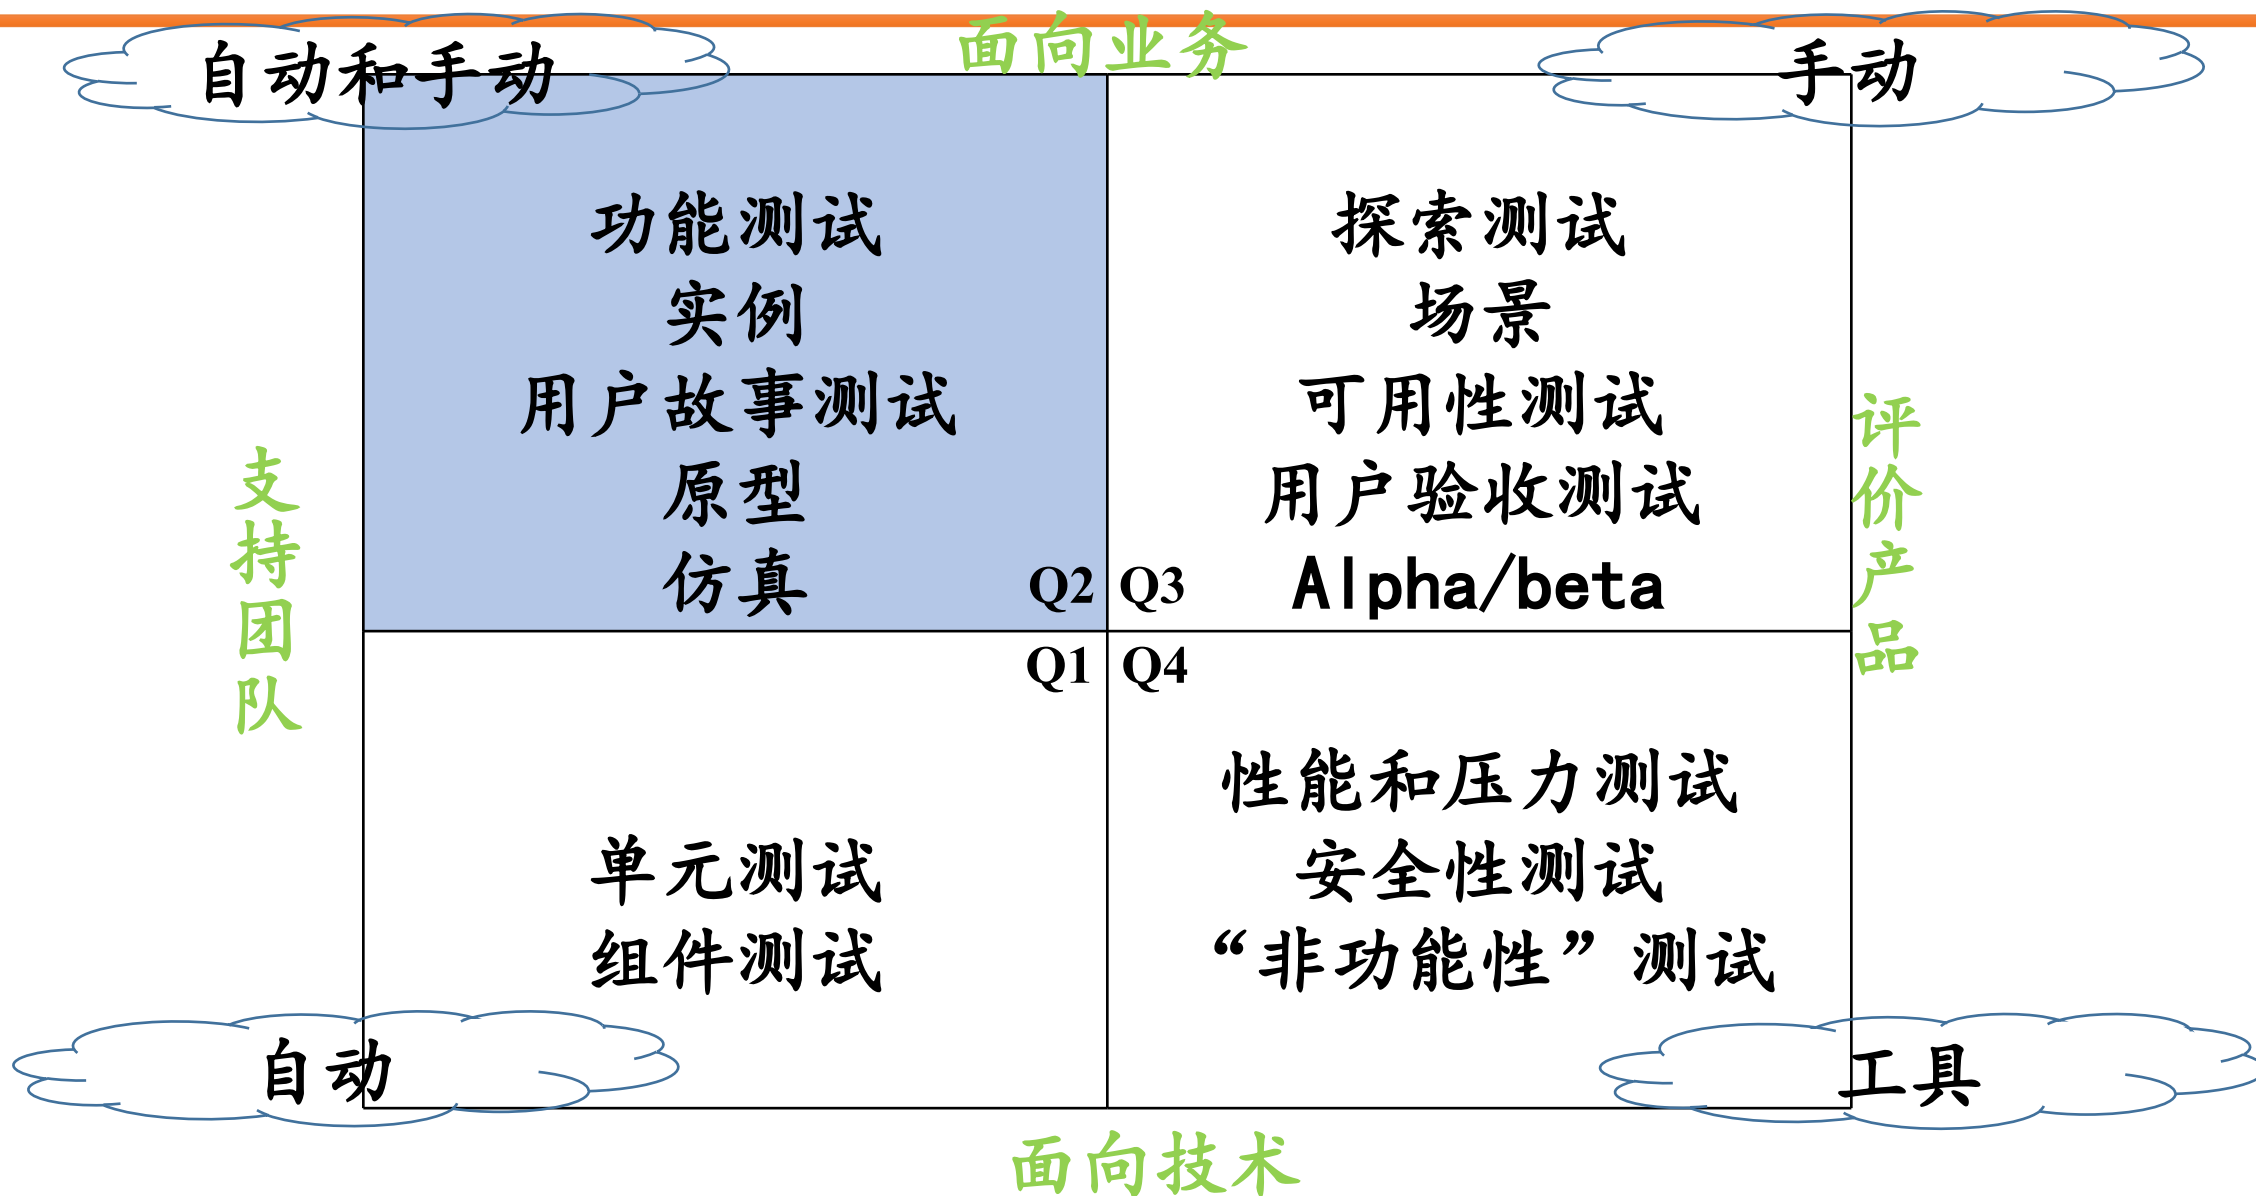 面向业务
自动和手动
手动
功能测试
实例
用户故事测试
原型
仿真
Q2
探索测试
场景
可用性测试
用户验收测试
Alpha/beta
Q3
支持团队
评价产品
Q1
单元测试
组件测试
Q4
性能和压力测试
安全性测试
“非功能性”测试
自动
工具
面向技术